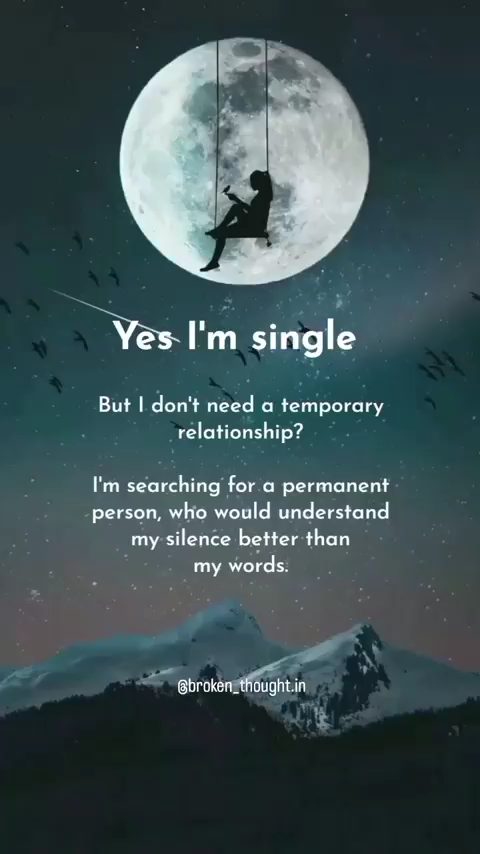 Yes I'm single
But I don't need a temporary
relationship?
I'm searching for a permanent
person, who would understand
my silence better than
my words.
@broken_thought.in